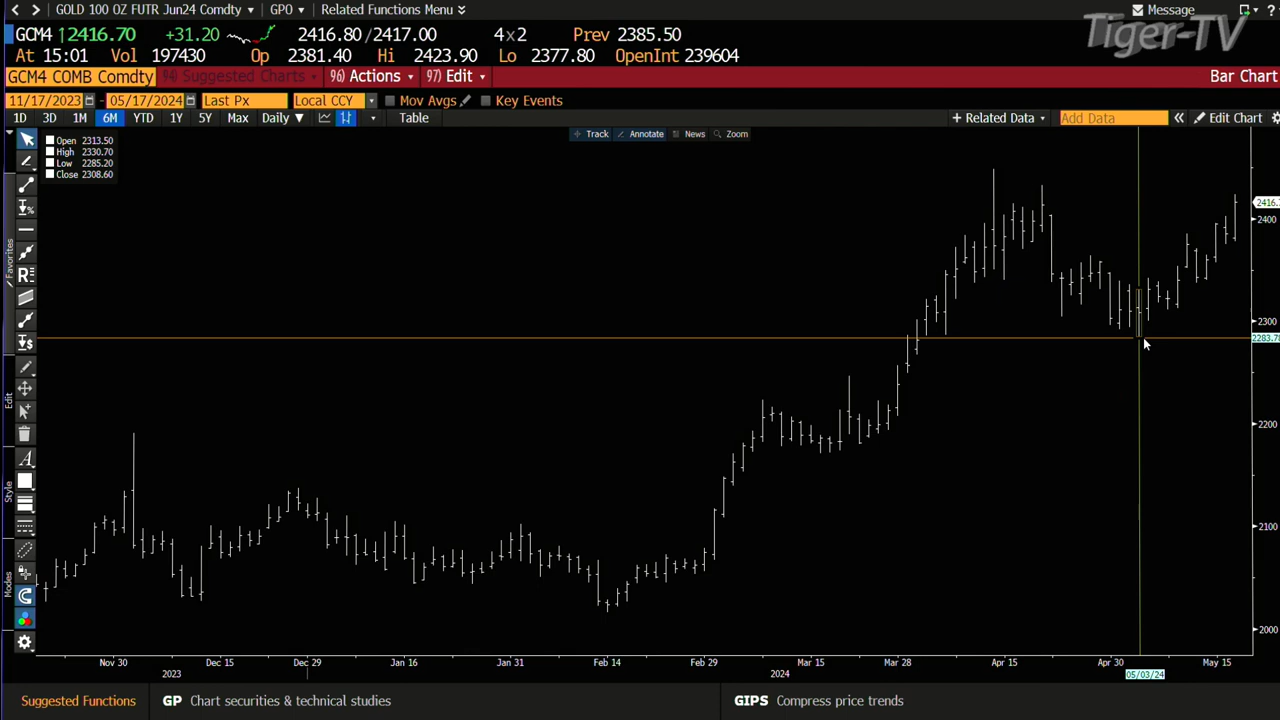 GOLD 100 OZ FUTR Jun24 Comdty GPO Related Functions Menu Message
GCM4 ↑2416.70 +31.20 2416.80/2417.00 4x2 Prev 2385.50
At 15:01 Vol 197430 Op 2381.40 Hi 2423.90 Lo 2377.80 OpenInt 239604
Tiger-TV
GCM4 COMB Comdty 94) Suggested Charts 96) Actions 97) Edit Bar Chart
11/17/2023 - 05/17/2024 Last Px Local CCY Mov Avgs Key Events
1D 3D 1M 6M YTD 1Y 5Y Max Daily Table + Related Data Add Data Edit Chart
Track Annotate News Zoom
Open 2313.50
High 2330.70
Low 2285.20
Close 2308.60
Favorites
Edit
Style
Modes
2416.
2400
2300
2283.78
2200
2100
2000
Nov 30 Dec 15 Dec 29 Jan 16 Jan 31 Feb 14 Feb 29 Mar 15 Mar 28 Apr 15 Apr 30 May 15
2023 2024 05/03/24
Suggested Functions GP Chart securities & technical studies GIPS Compress price trends